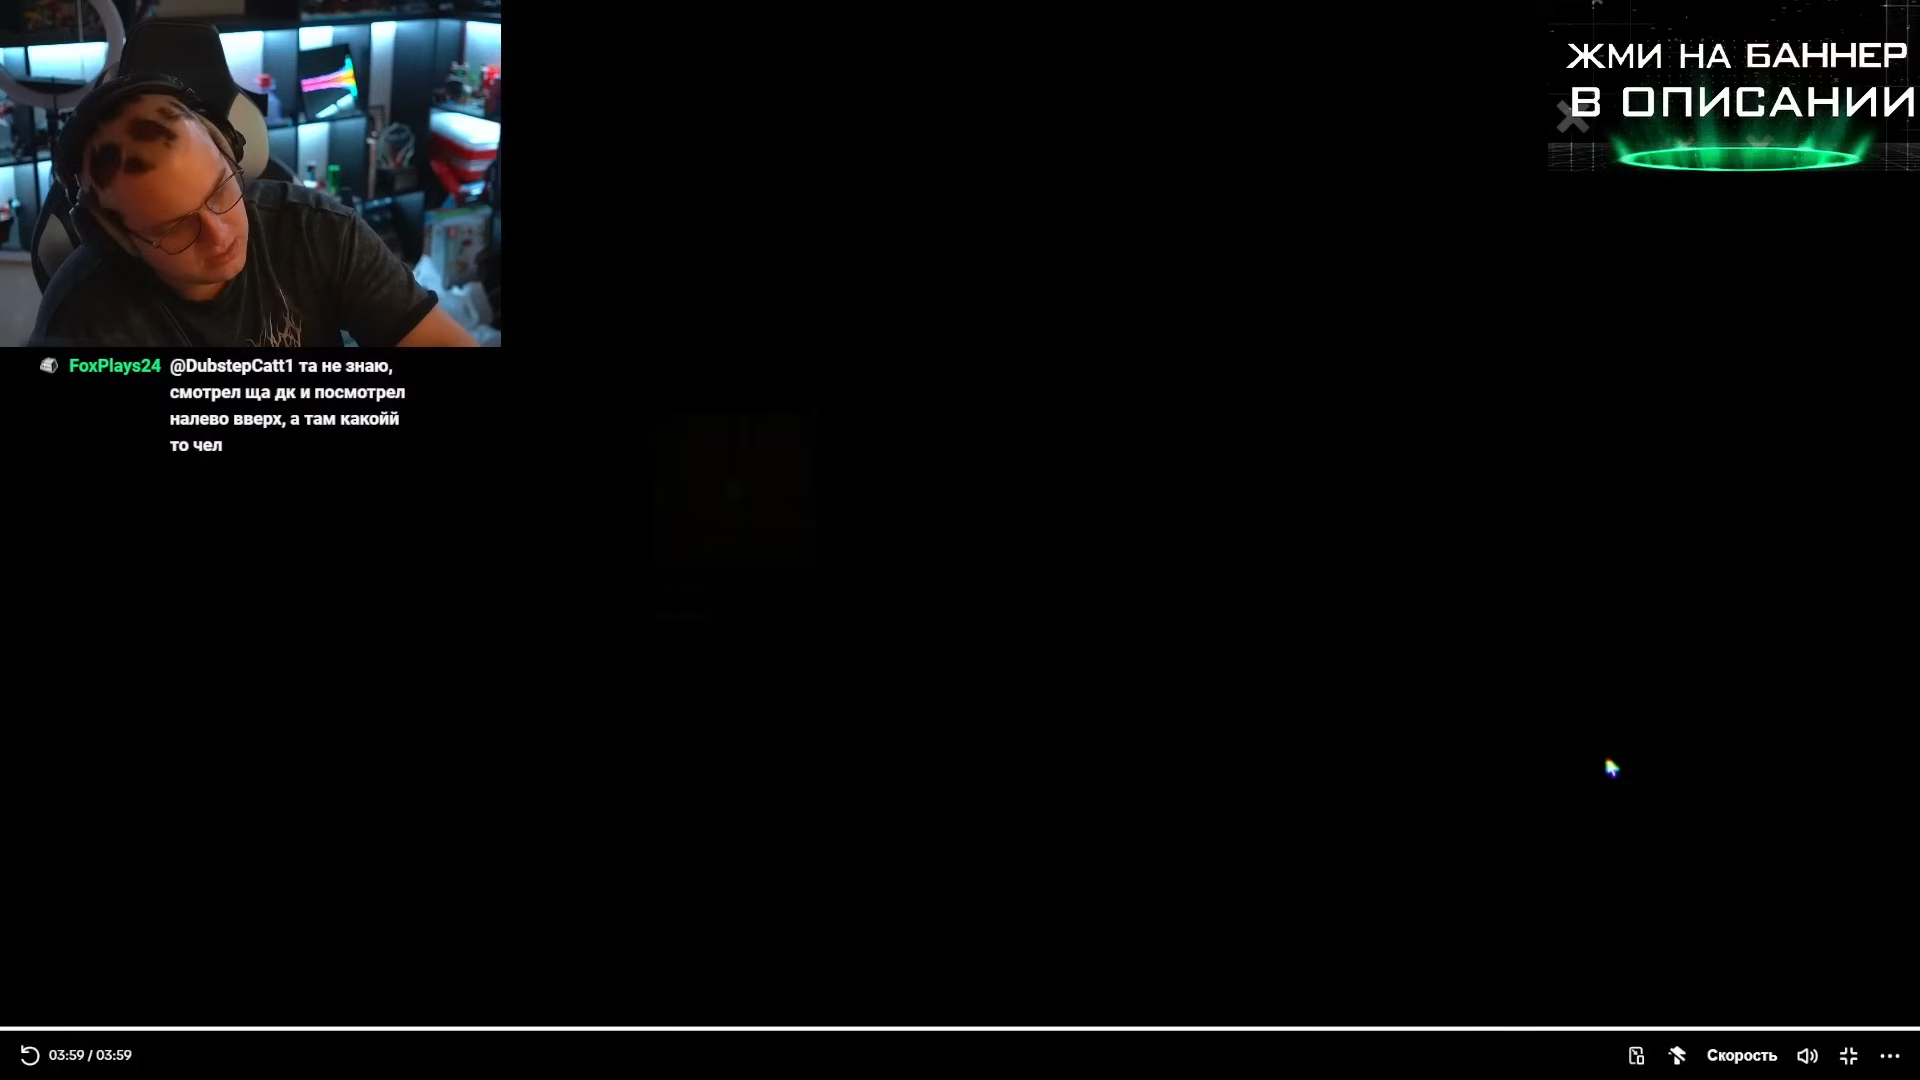 ЖМИ НА БАННЕР
В ОПИСАНИИ
FoxPlays24 @DubstepCatt1 та не знаю,
смотрел ща дк и посмотрел
налево вверх, а там какойй
то чел
03:59 / 03:59
Скорость